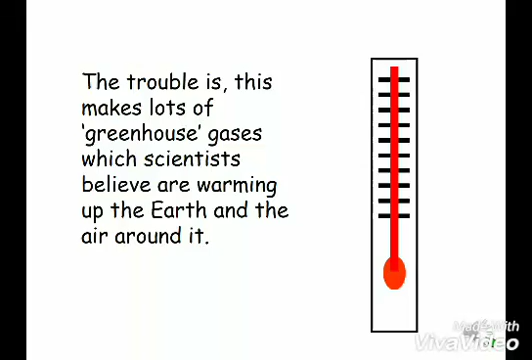 The trouble is, this
makes lots of
‘greenhouse’ gases
which scientists
believe are warming
up the Earth and the
air around it.
Made With
VivaVideo